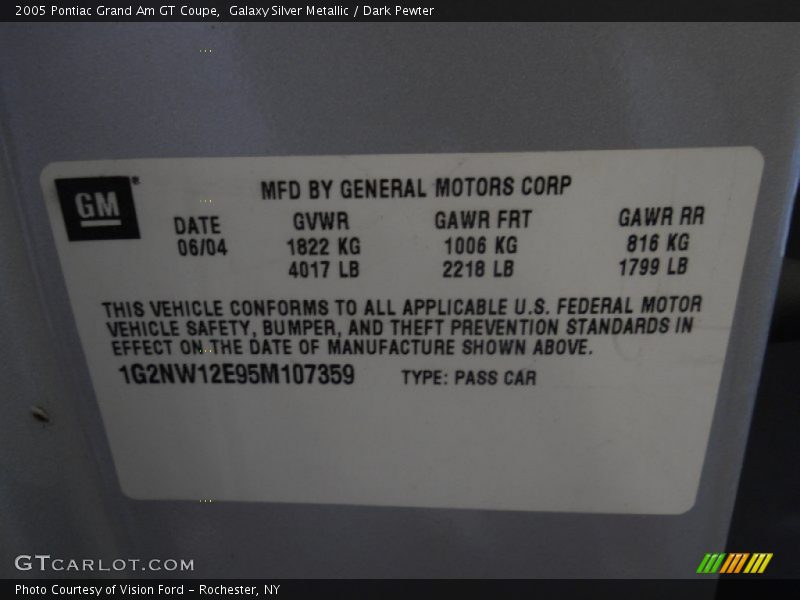 2005 Pontiac Grand Am GT Coupe,  Galaxy Silver Metallic / Dark Pewter
MFD BY GENERAL MOTORS CORP
GM®
DATE GVWR GAWR FRT GAWR RR
06/04 1822 KG 1006 KG 816 KG
4017 LB 2218 LB 1799 LB
THIS VEHICLE CONFORMS TO ALL APPLICABLE U.S. FEDERAL MOTOR
VEHICLE SAFETY, BUMPER, AND THEFT PREVENTION STANDARDS IN
EFFECT ON THE DATE OF MANUFACTURE SHOWN ABOVE.
1G2NW12E95M107359 TYPE: PASS CAR
GTCARLOT.COM
Photo Courtesy of Vision Ford – Rochester, NY